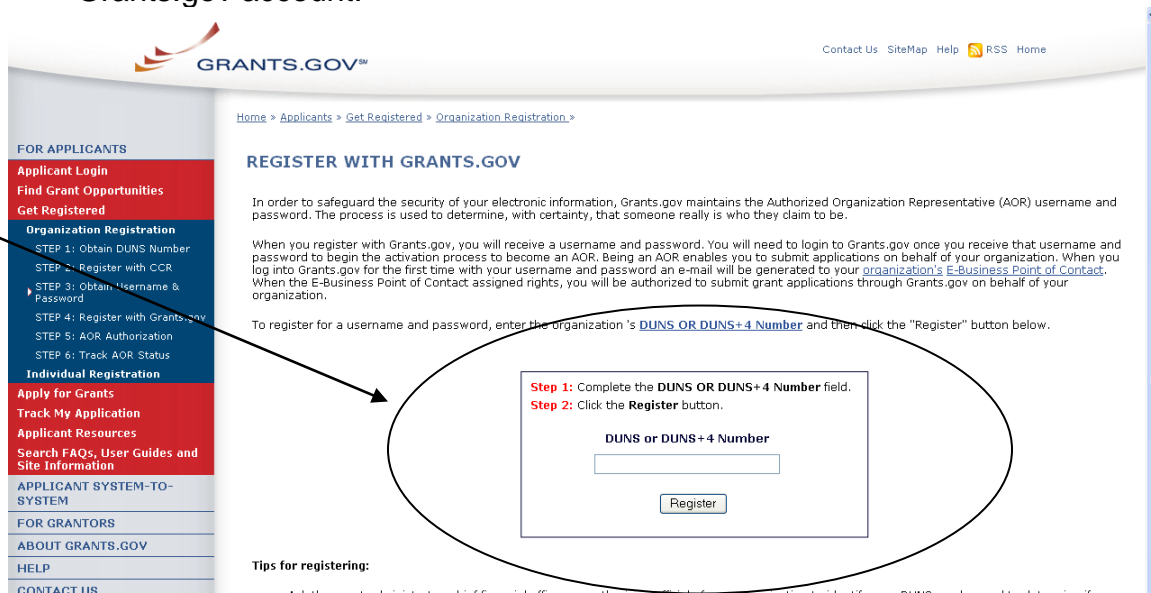 Grants.gov account.
GRANTS.GOV℠
Contact Us SiteMap Help RSS Home
Home » Applicants » Get Registered » Organization Registration »
FOR APPLICANTS
Applicant Login
Find Grant Opportunities
Get Registered
Organization Registration
STEP 1: Obtain DUNS Number
STEP 2: Register with CCR
STEP 3: Obtain Username &
Password
STEP 4: Register with Grants.gov
STEP 5: AOR Authorization
STEP 6: Track AOR Status
Individual Registration
Apply for Grants
Track My Application
Applicant Resources
Search FAQs, User Guides and
Site Information
APPLICANT SYSTEM-TO-
SYSTEM
FOR GRANTORS
ABOUT GRANTS.GOV
HELP
CONTACT US
REGISTER WITH GRANTS.GOV
In order to safeguard the security of your electronic information, Grants.gov maintains the Authorized Organization Representative (AOR) username and
password. The process is used to determine, with certainty, that someone really is who they claim to be.
When you register with Grants.gov, you will receive a username and password. You will need to login to Grants.gov once you receive that username and
password to begin the activation process to become an AOR. Being an AOR enables you to submit applications on behalf of your organization. When you
log into Grants.gov for the first time with your username and password an e-mail will be generated to your organization's E-Business Point of Contact.
When the E-Business Point of Contact assigned rights, you will be authorized to submit grant applications through Grants.gov on behalf of your
organization.
To register for a username and password, enter the organization 's DUNS OR DUNS+4 Number and then click the "Register" button below.
Step 1: Complete the DUNS OR DUNS+4 Number field.
Step 2: Click the Register button.
DUNS or DUNS+4 Number
Register
Tips for registering: